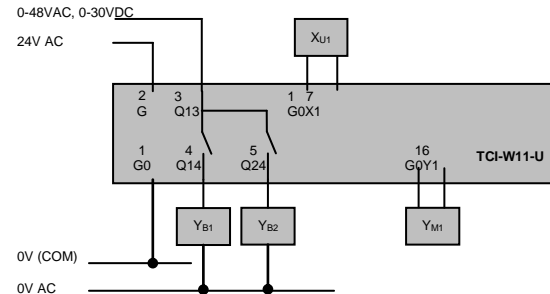 0-48VAC, 0-30VDC
24V AC
XU1
2 3 1 7
G Q13 G0X1
1 4 5 16
G0 Q14 Q24 G0Y1
TCI-W11-U
YB1 YB2 YM1
0V (COM)
0V AC